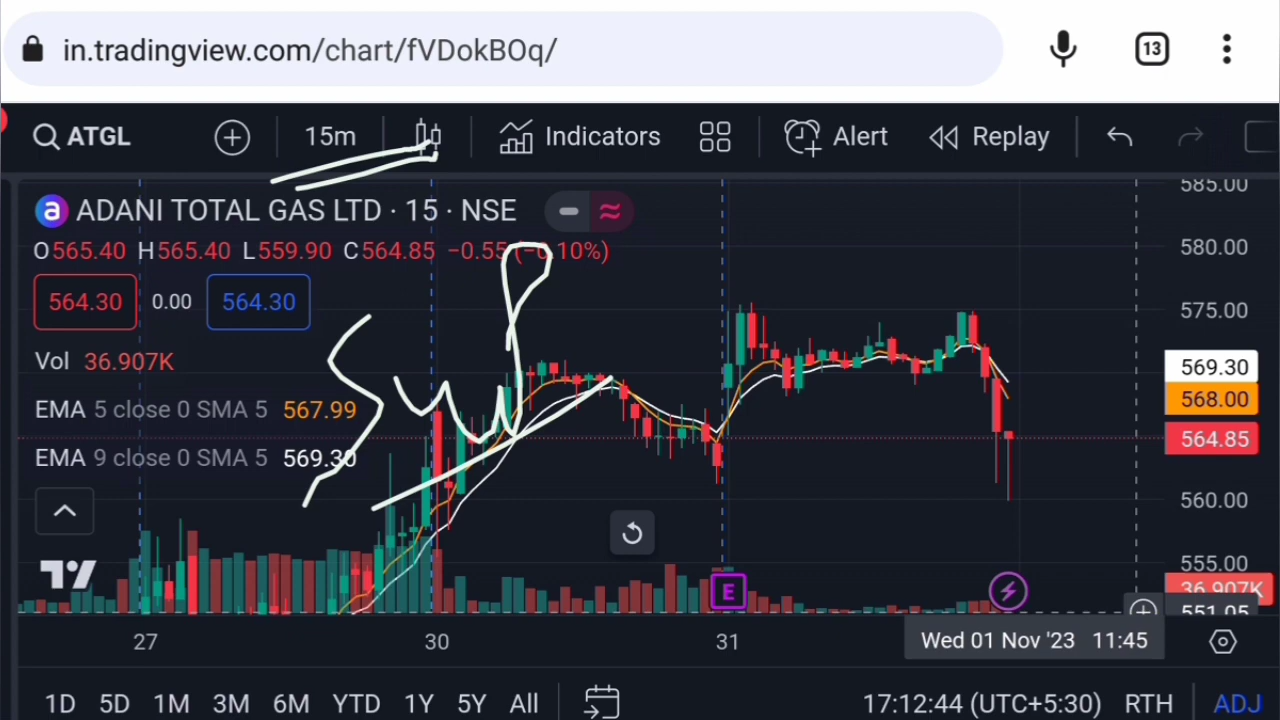 in.tradingview.com/chart/fVDokBOq/ 13
ATGL 15m Indicators Alert Replay
a ADANI TOTAL GAS LTD · 15 · NSE
O565.40 H565.40 L559.90 C564.85 −0.55 (−0.10%)
564.30 0.00 564.30
Vol 36.907K
EMA 5 close 0 SMA 5 567.99
EMA 9 close 0 SMA 5 569.30
585.00
580.00
575.00
569.30
568.00
564.85
560.00
555.00
36.907K
551.05
E
27 30 31 Wed 01 Nov '23 11:45
1D 5D 1M 3M 6M YTD 1Y 5Y All 17:12:44 (UTC+5:30) RTH ADJ